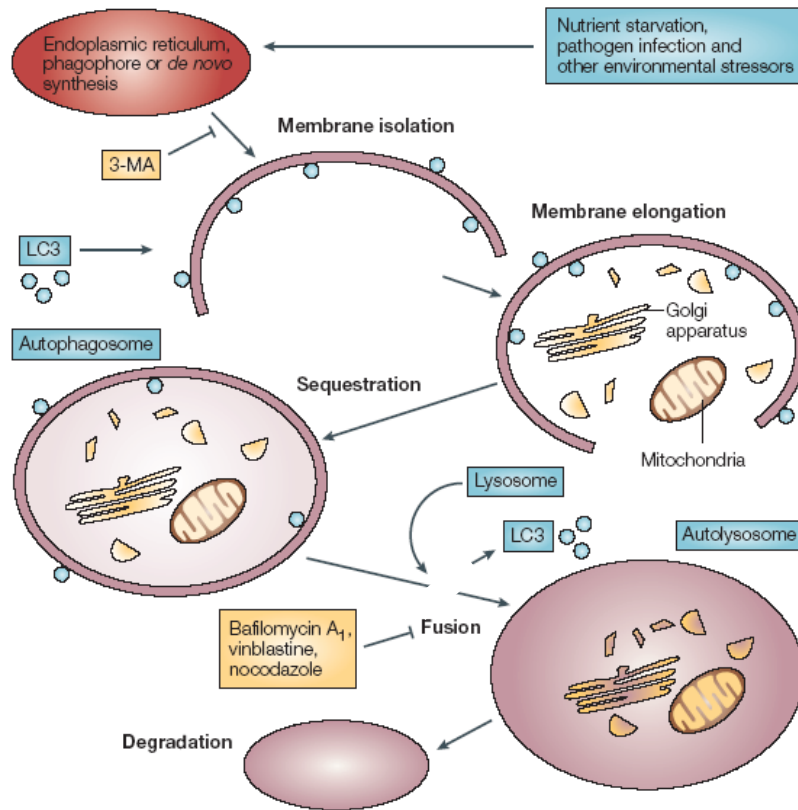 Endoplasmic reticulum,
phagophore or de novo
synthesis
Nutrient starvation,
pathogen infection and
other environmental stressors
Membrane isolation
3-MA
Membrane elongation
LC3
Golgi
apparatus
Autophagosome
Sequestration
Mitochondria
Lysosome
LC3
Autolysosome
Bafilomycin A₁,
vinblastine,
nocodazole
Fusion
Degradation